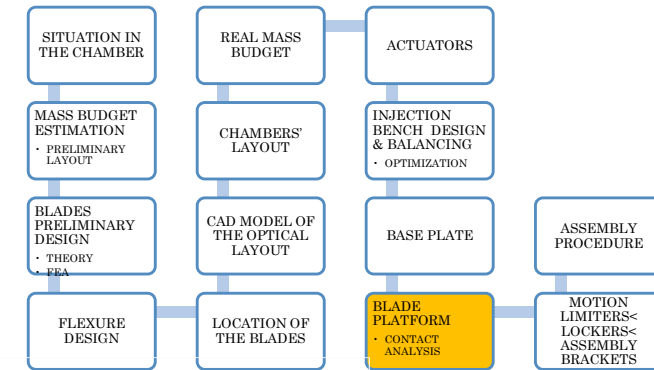 SITUATION IN
THE CHAMBER
MASS BUDGET
ESTIMATION
• PRELIMINARY
LAYOUT
BLADES
PRELIMINARY
DESIGN
• THEORY
• FEA
FLEXURE
DESIGN
LOCATION OF
THE BLADES
CAD MODEL OF
THE OPTICAL
LAYOUT
CHAMBERS'
LAYOUT
REAL MASS
BUDGET
ACTUATORS
INJECTION
BENCH DESIGN
& BALANCING
• OPTIMIZATION
BASE PLATE
BLADE
PLATFORM
• CONTACT
ANALYSIS
MOTION
LIMITERS<
LOCKERS<
ASSEMBLY
BRACKETS
ASSEMBLY
PROCEDURE